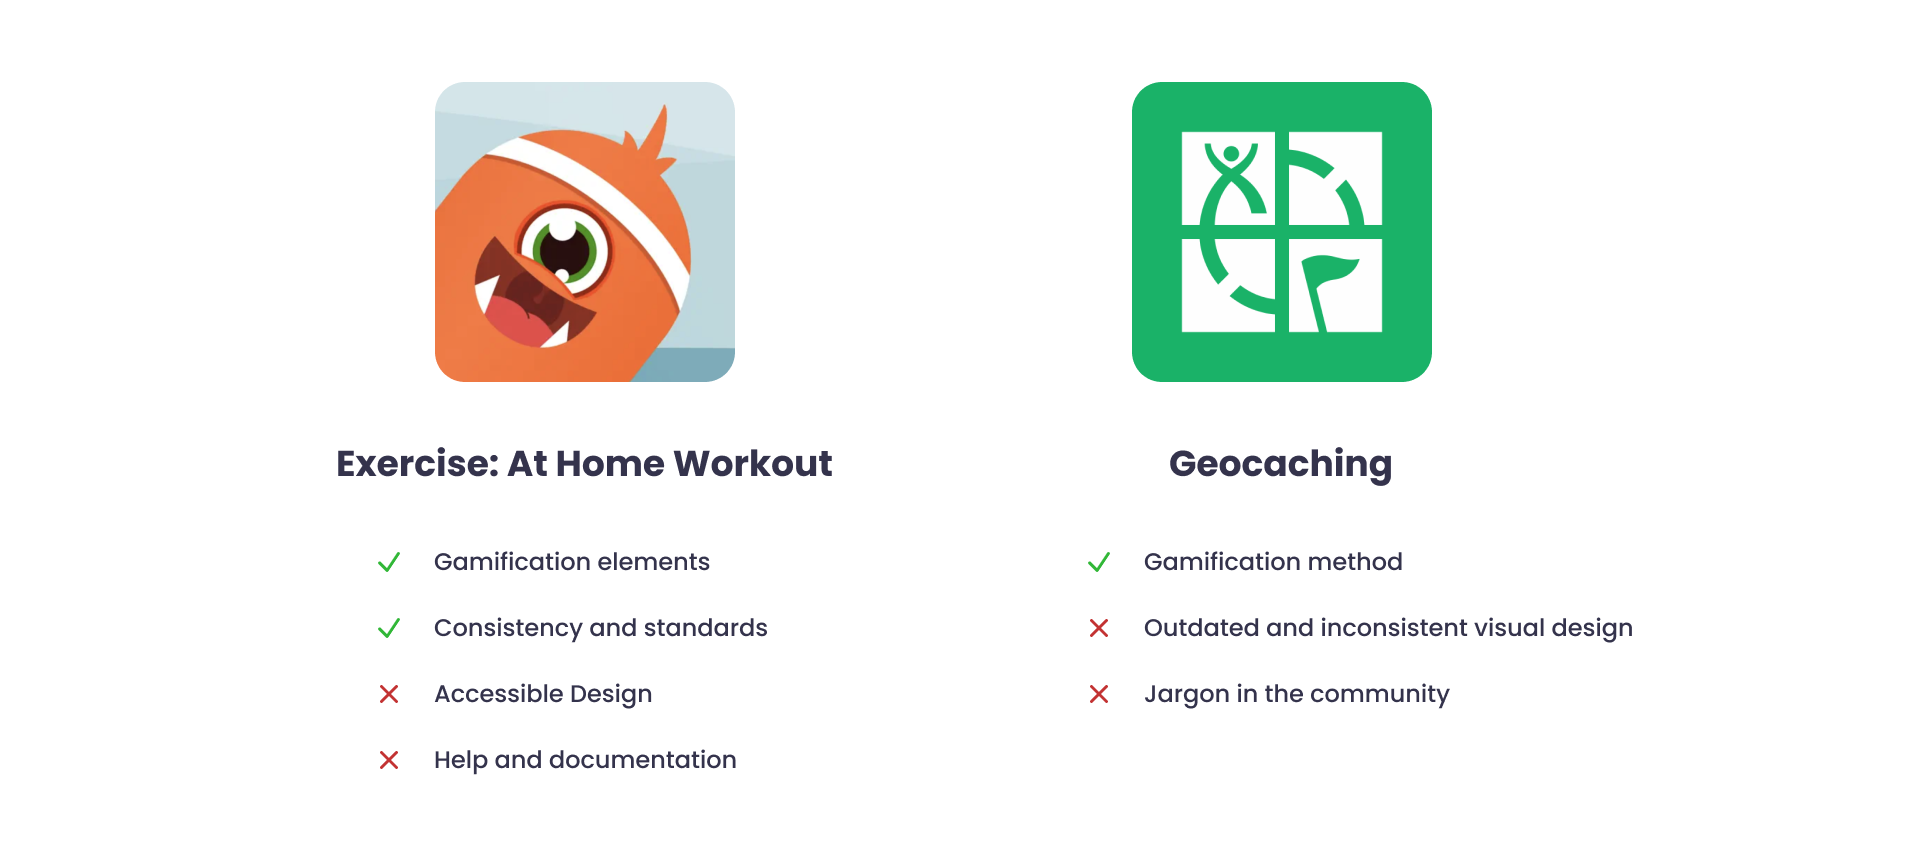 Exercise: At Home Workout
Gamification elements
Consistency and standards
Accessible Design
Help and documentation
Geocaching
Gamification method
Outdated and inconsistent visual design
Jargon in the community